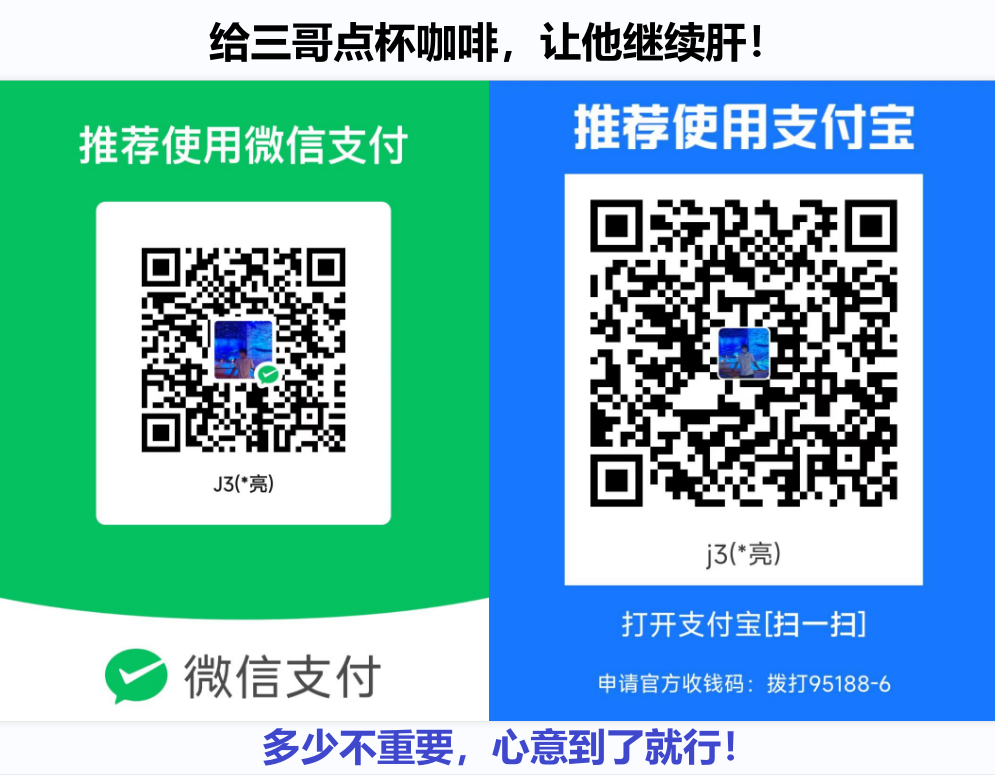 给三哥点杯咖啡，让他继续肝！
推荐使用微信支付
J3(*亮)
微信支付
推荐使用支付宝
j3(*亮)
打开支付宝[扫一扫]
申请官方收钱码：拨打95188-6
多少不重要，心意到了就行！